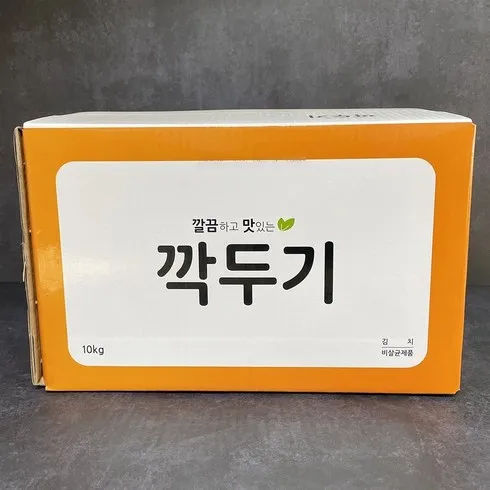 깔끔하고 맛있는
깍두기
10kg
김 치
비살균제품